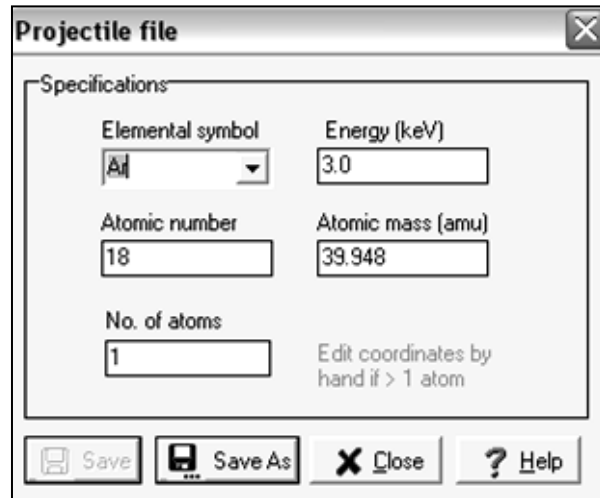 Projectile file
Specifications
Elemental symbol
Energy (keV)
Ar
3.0
Atomic number
Atomic mass (amu)
18
39.948
No. of atoms
1
Edit coordinates by
hand if > 1 atom
Save
Save As
Close
Help